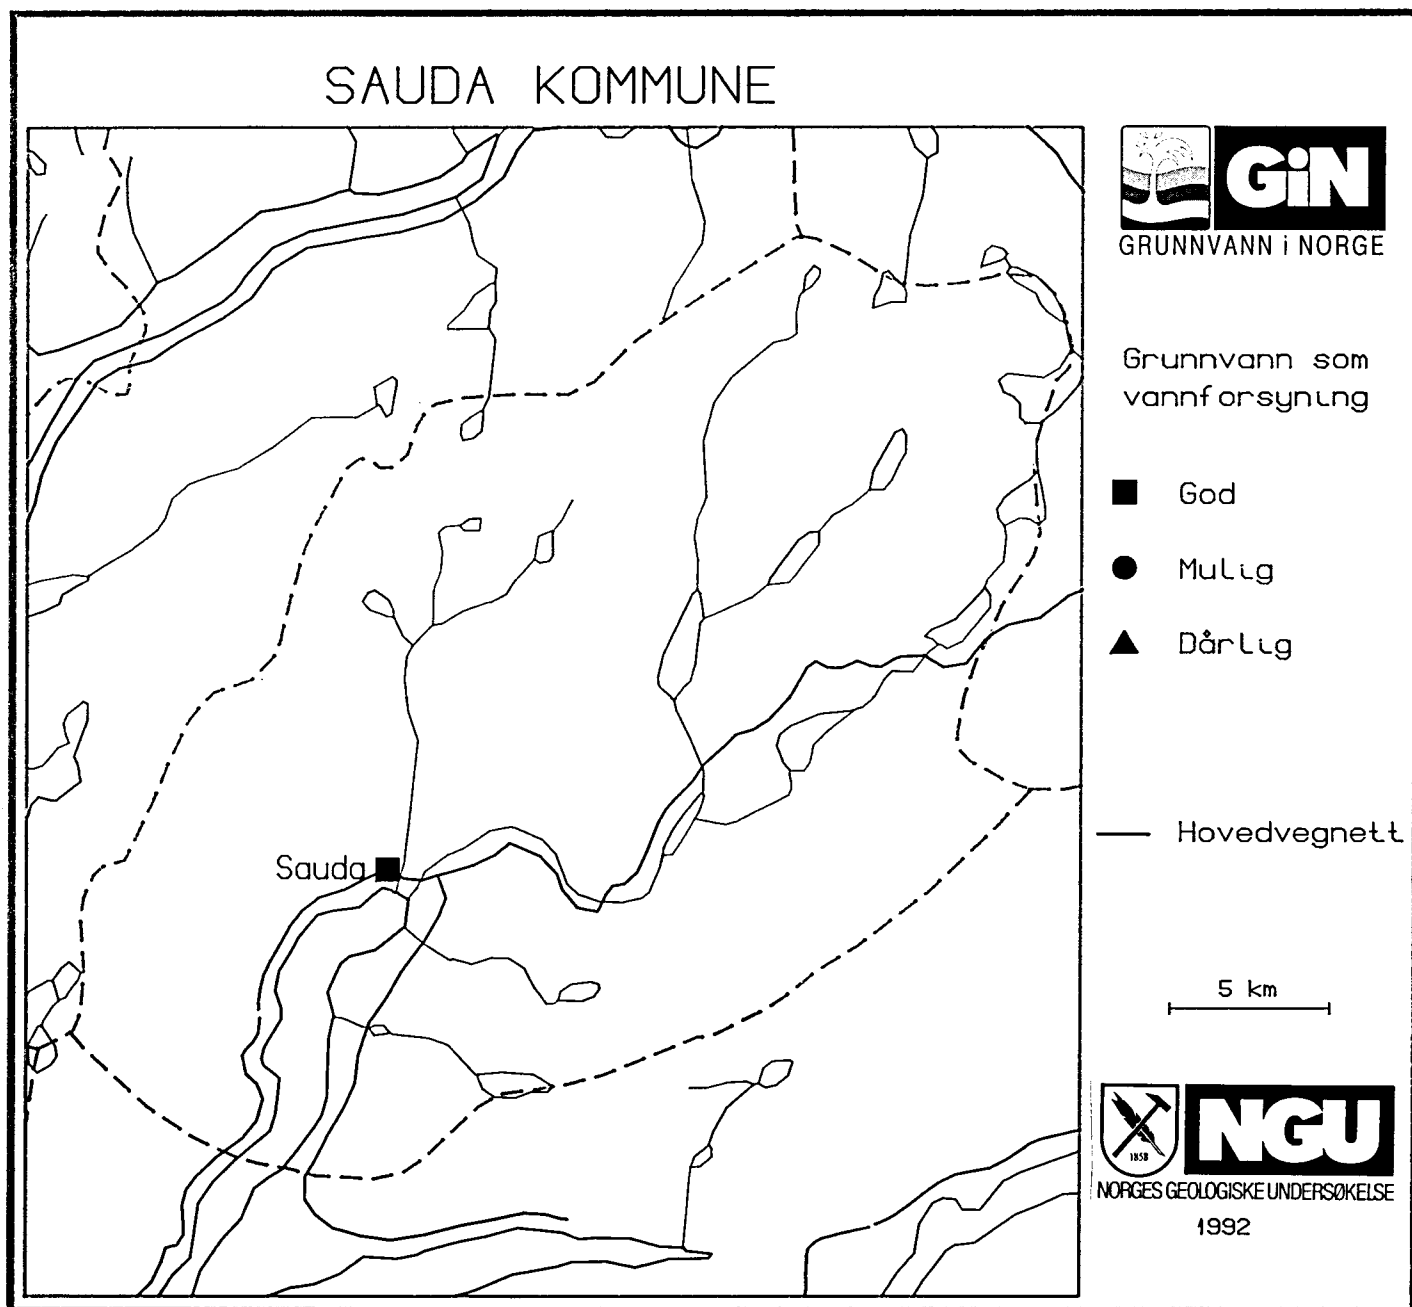 SAUDA KOMMUNE
GiN
GRUNNVANN i NORGE
Grunnvann som
vannforsyning
God
Mulig
Dårlig
Hovedvegnett
Sauda
5 km
1858
NGU
NORGES GEOLOGISKE UNDERSØKELSE
1992